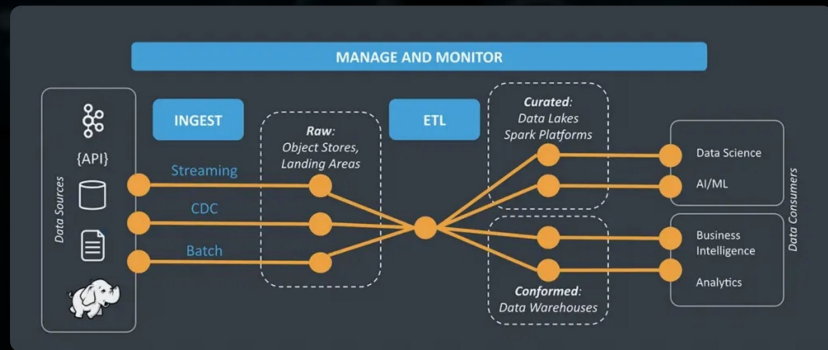 MANAGE AND MONITOR
INGEST
ETL
Data Sources
{API}
Streaming
CDC
Batch
Raw:
Object Stores,
Landing Areas
Curated:
Data Lakes
Spark Platforms
Conformed:
Data Warehouses
Data Science
AI/ML
Business
Intelligence
Analytics
Data Consumers